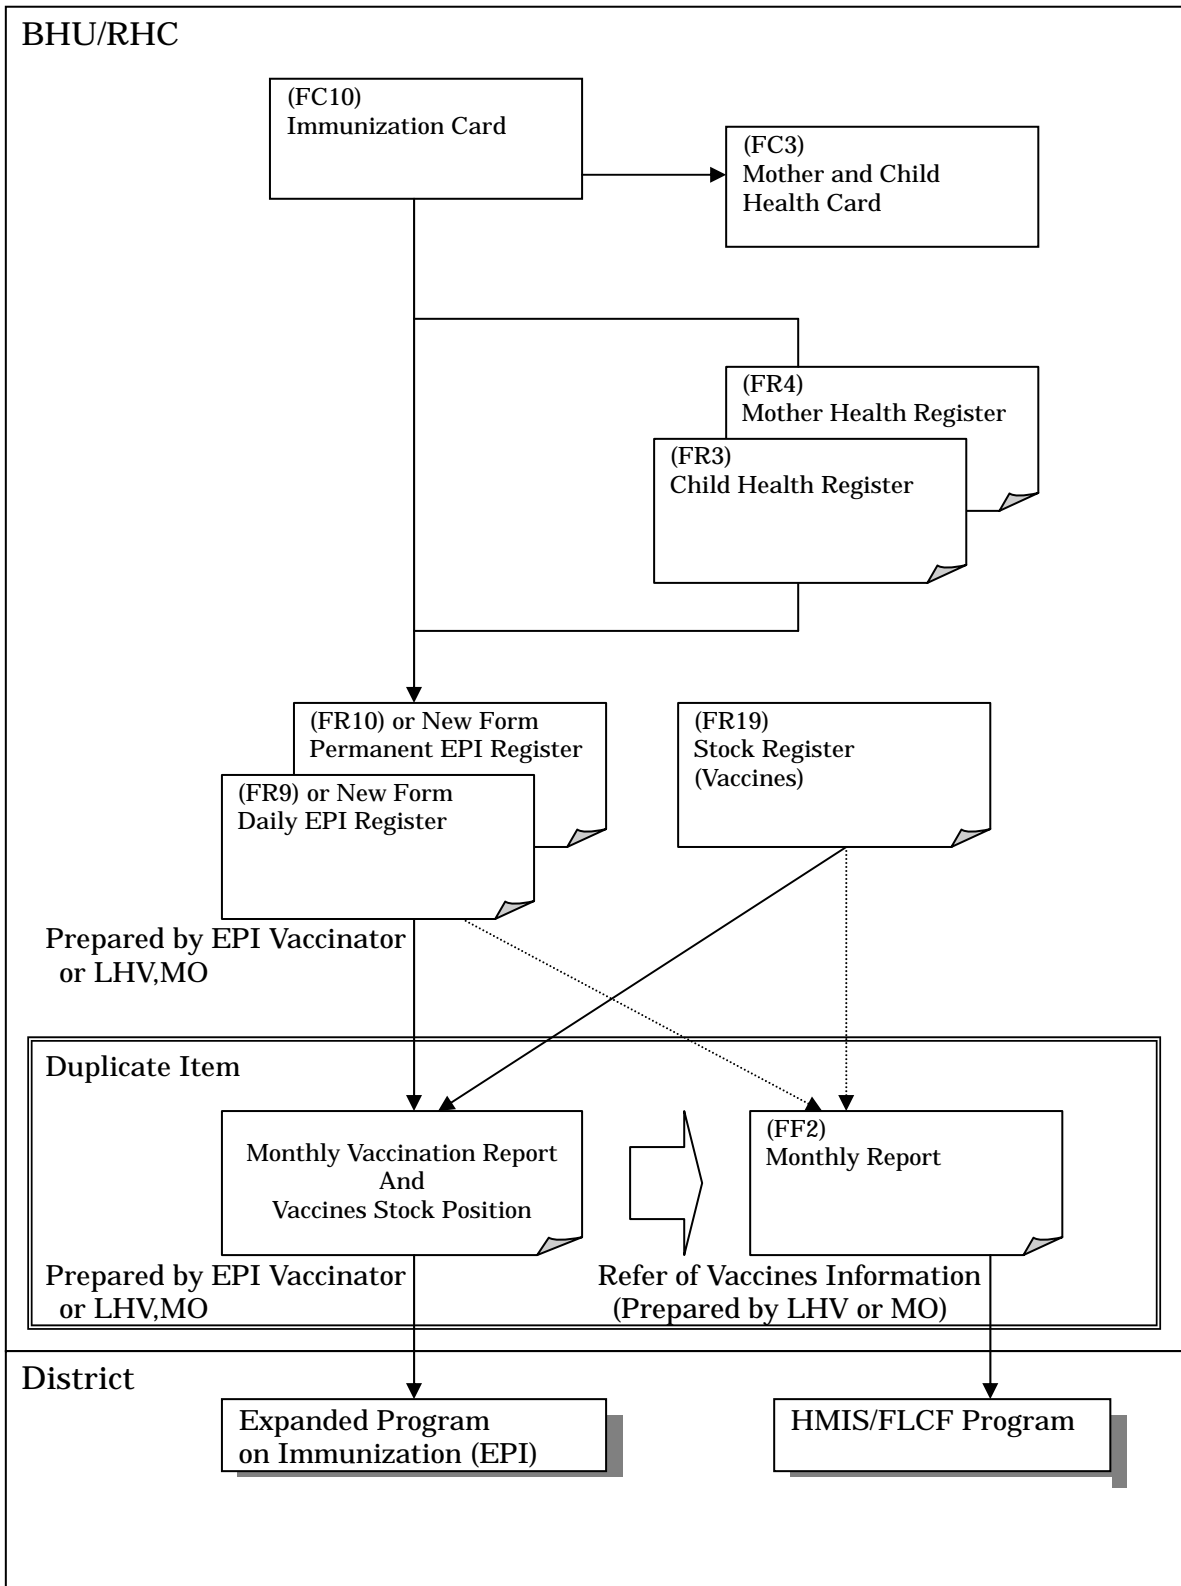 BHU/RHC
(FC10)
Immunization Card
(FC3)
Mother and Child
Health Card
(FR4)
Mother Health Register
(FR3)
Child Health Register
(FR10) or New Form
Permanent EPI Register
(FR9) or New Form
Daily EPI Register
(FR19)
Stock Register
(Vaccines)
Prepared by EPI Vaccinator
or LHV,MO
Duplicate Item
Monthly Vaccination Report
And
Vaccines Stock Position
(FF2)
Monthly Report
Prepared by EPI Vaccinator
or LHV,MO
Refer of Vaccines Information
(Prepared by LHV or MO)
District
Expanded Program
on Immunization (EPI)
HMIS/FLCF Program